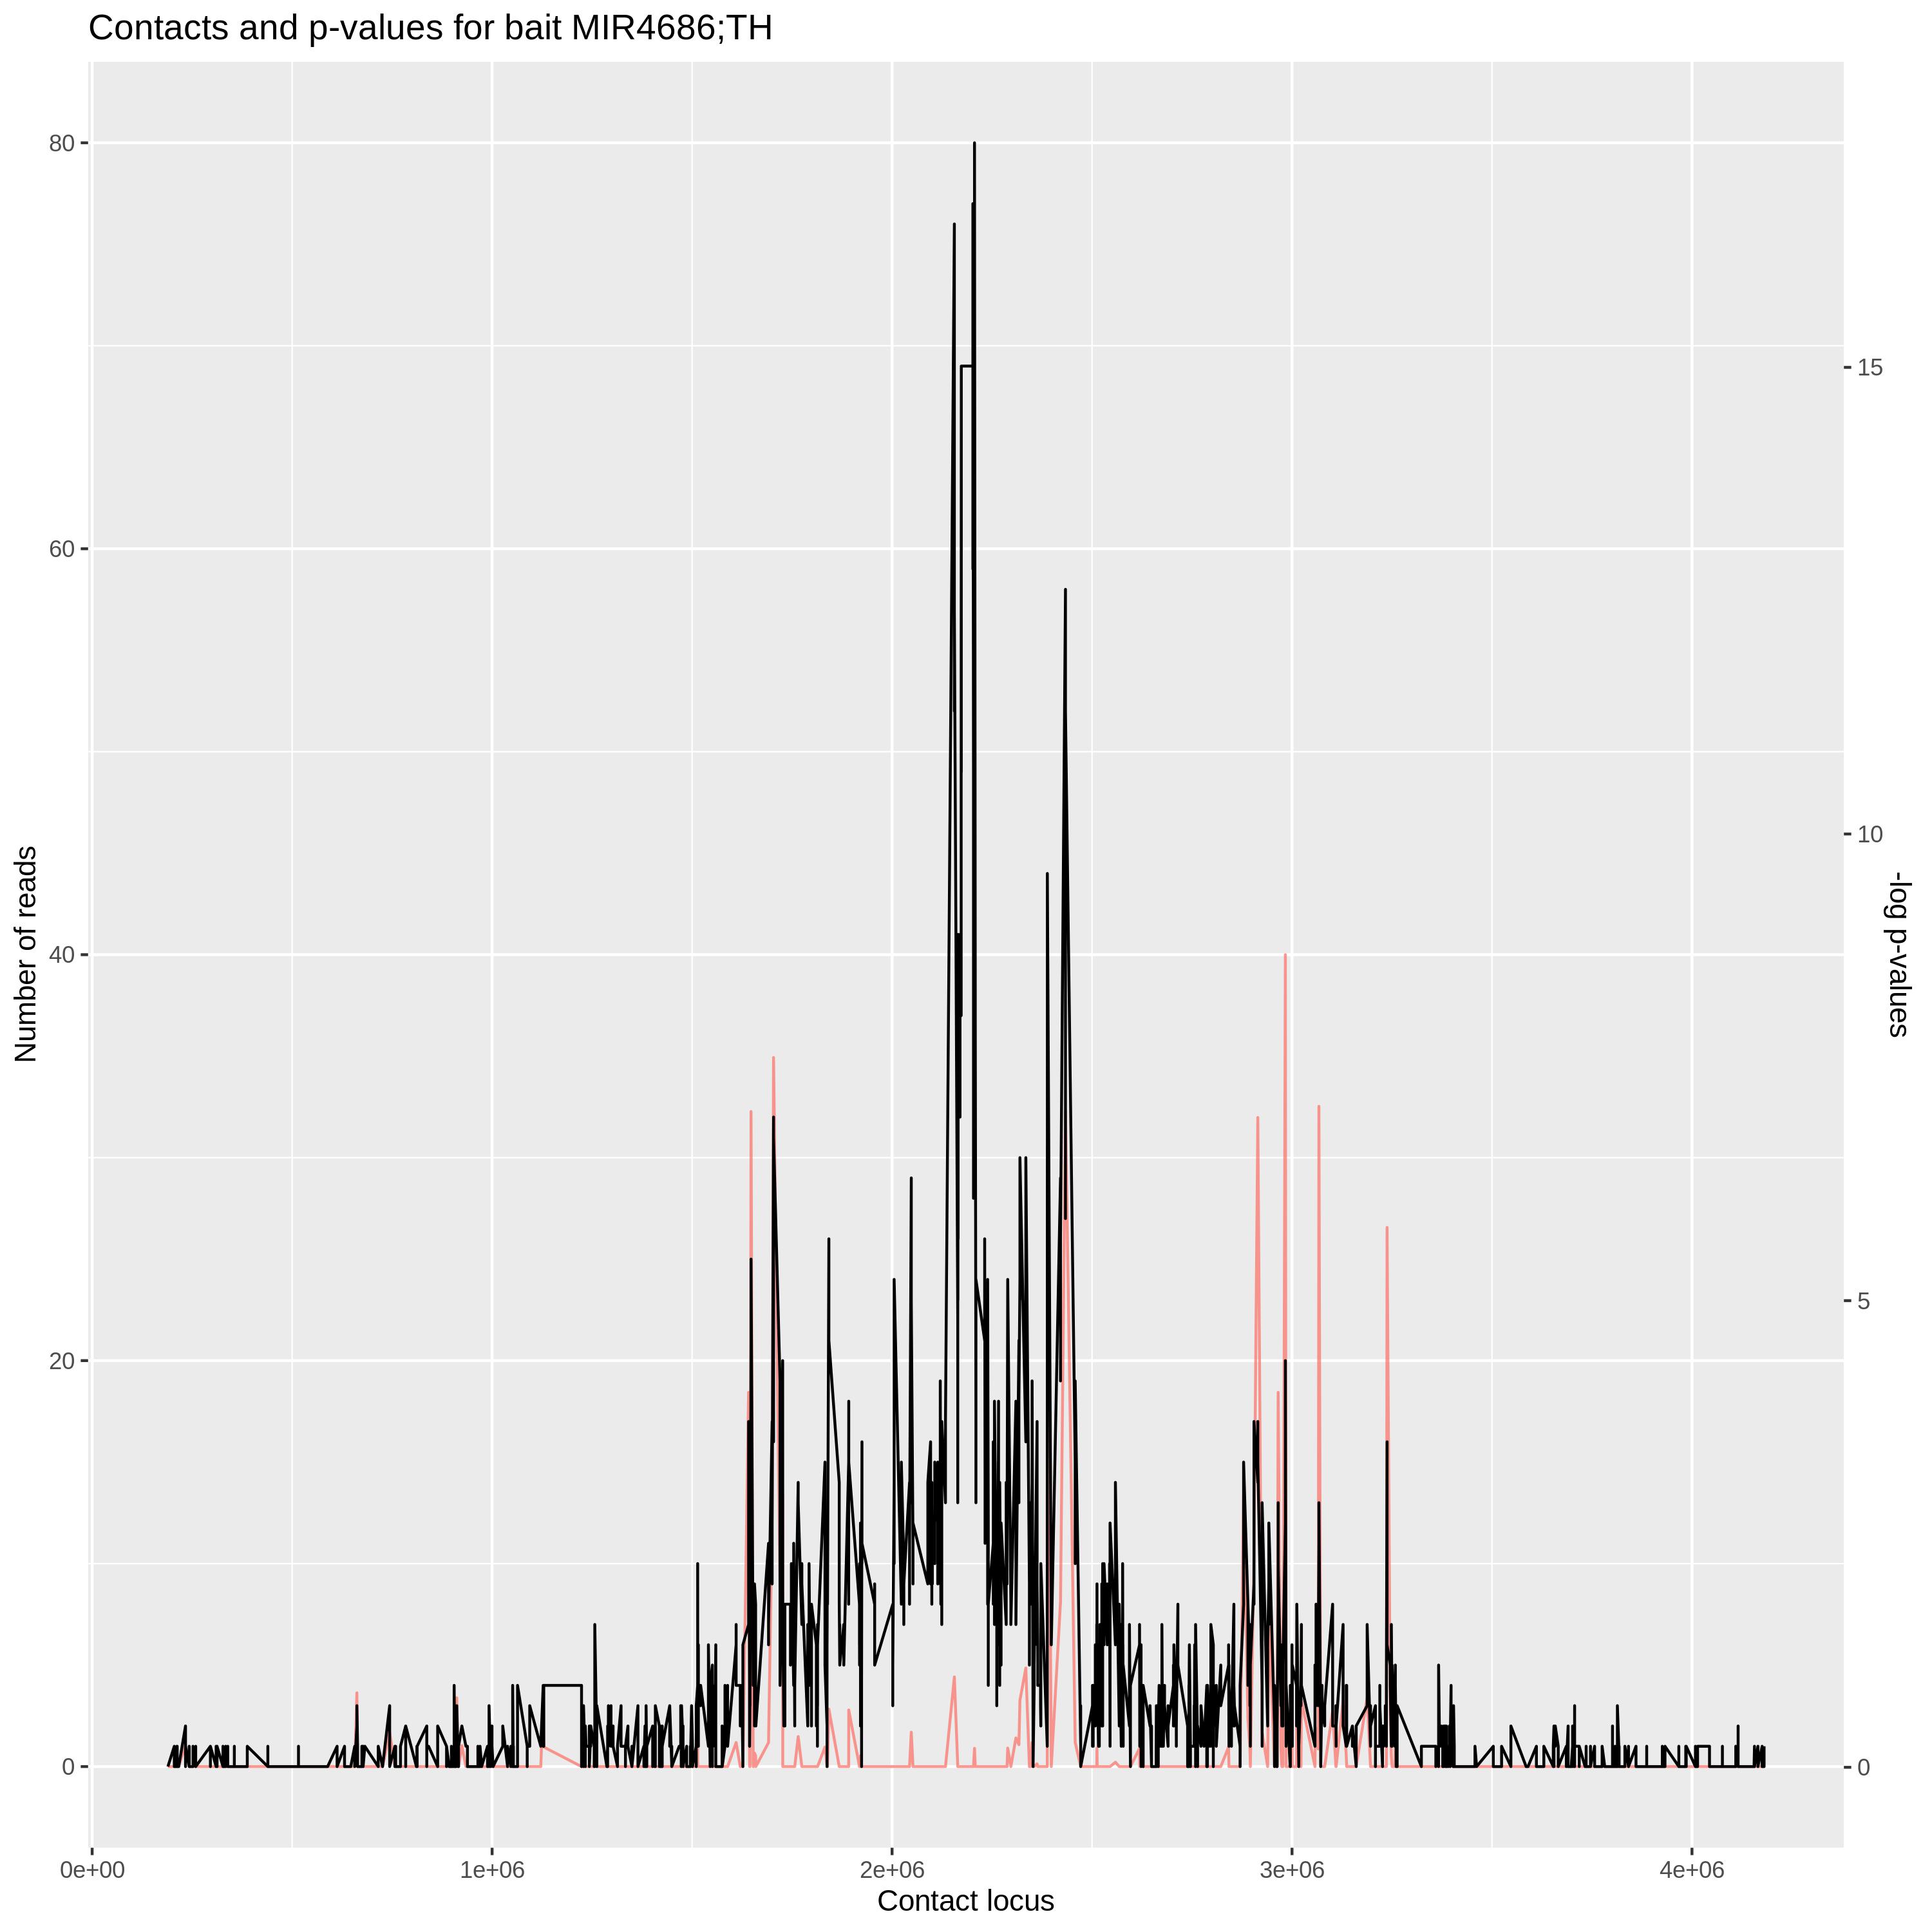 Contacts and p-values for bait MIR4686;TH
80
60
40
20
0
Number of reads
15
10
5
0
-log p-values
0e+00
1e+06
2e+06
3e+06
4e+06
Contact locus